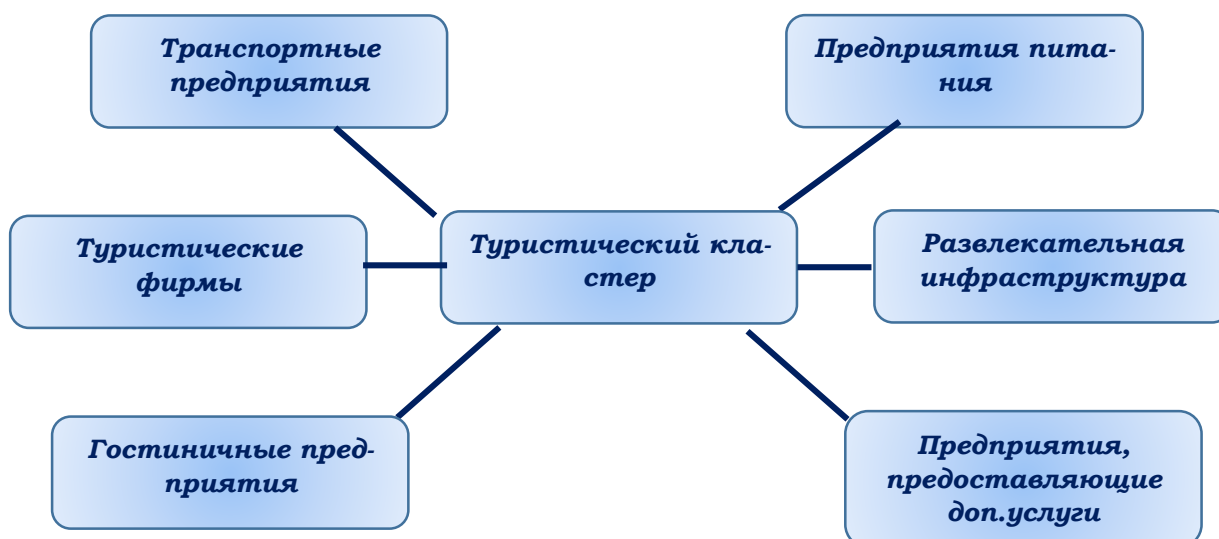 Транспортные
предприятия
Предприятия пита-
ния
Туристические
фирмы
Туристический кла-
стер
Развлекательная
инфраструктура
Гостиничные пред-
приятия
Предприятия,
предоставляющие
доп.услуги